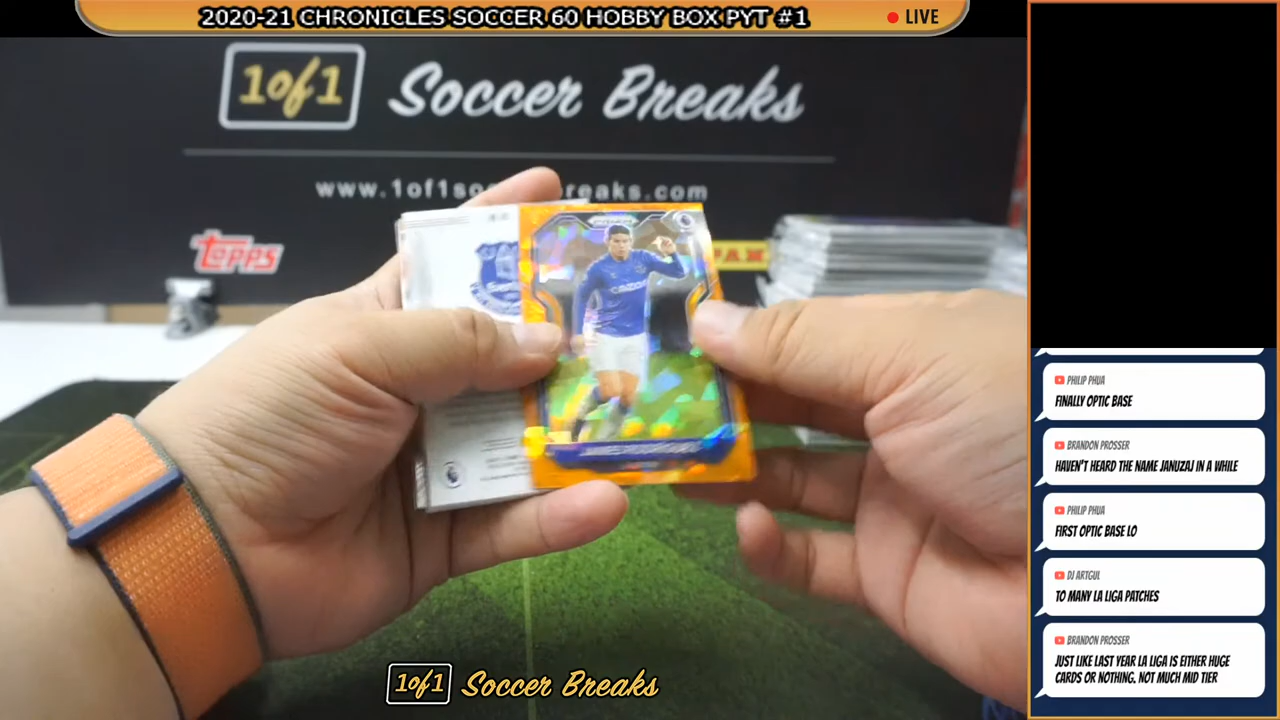 2020-21 CHRONICLES SOCCER 60 HOBBY BOX PYT #1
LIVE
1of1 Soccer Breaks
www.1of1so
breaks.com
TOPPS
PHILIP PHUA
FINALLY OPTIC BASE
BRANDON PROSSER
HAVEN'T HEARD THE NAME JANUZAJ IN A WHILE
PHILIP PHUA
FIRST OPTIC BASE LO
DJ ARTGUL
TO MANY LA LIGA PATCHES
BRANDON PROSSER
JUST LIKE LAST YEAR LA LIGA IS EITHER HUGE
CARDS OR NOTHING. NOT MUCH MID TIER
1of1 Soccer Breaks